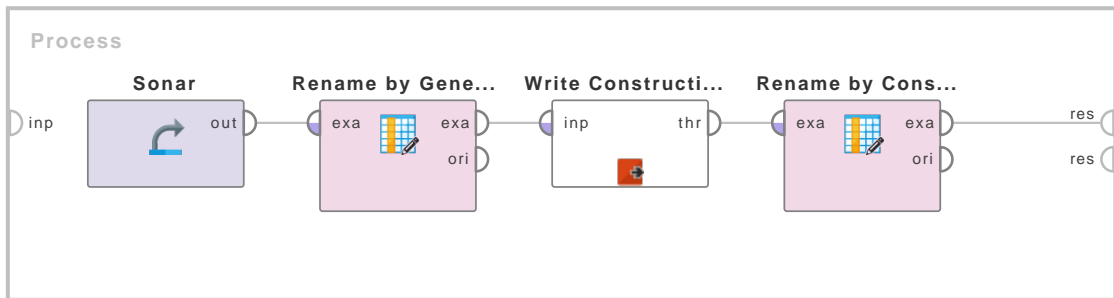 Process
Sonar
Rename by Gene...
Write Constructi...
Rename by Cons...
inp
out
exa
exa
ori
inp
thr
exa
exa
ori
res
res